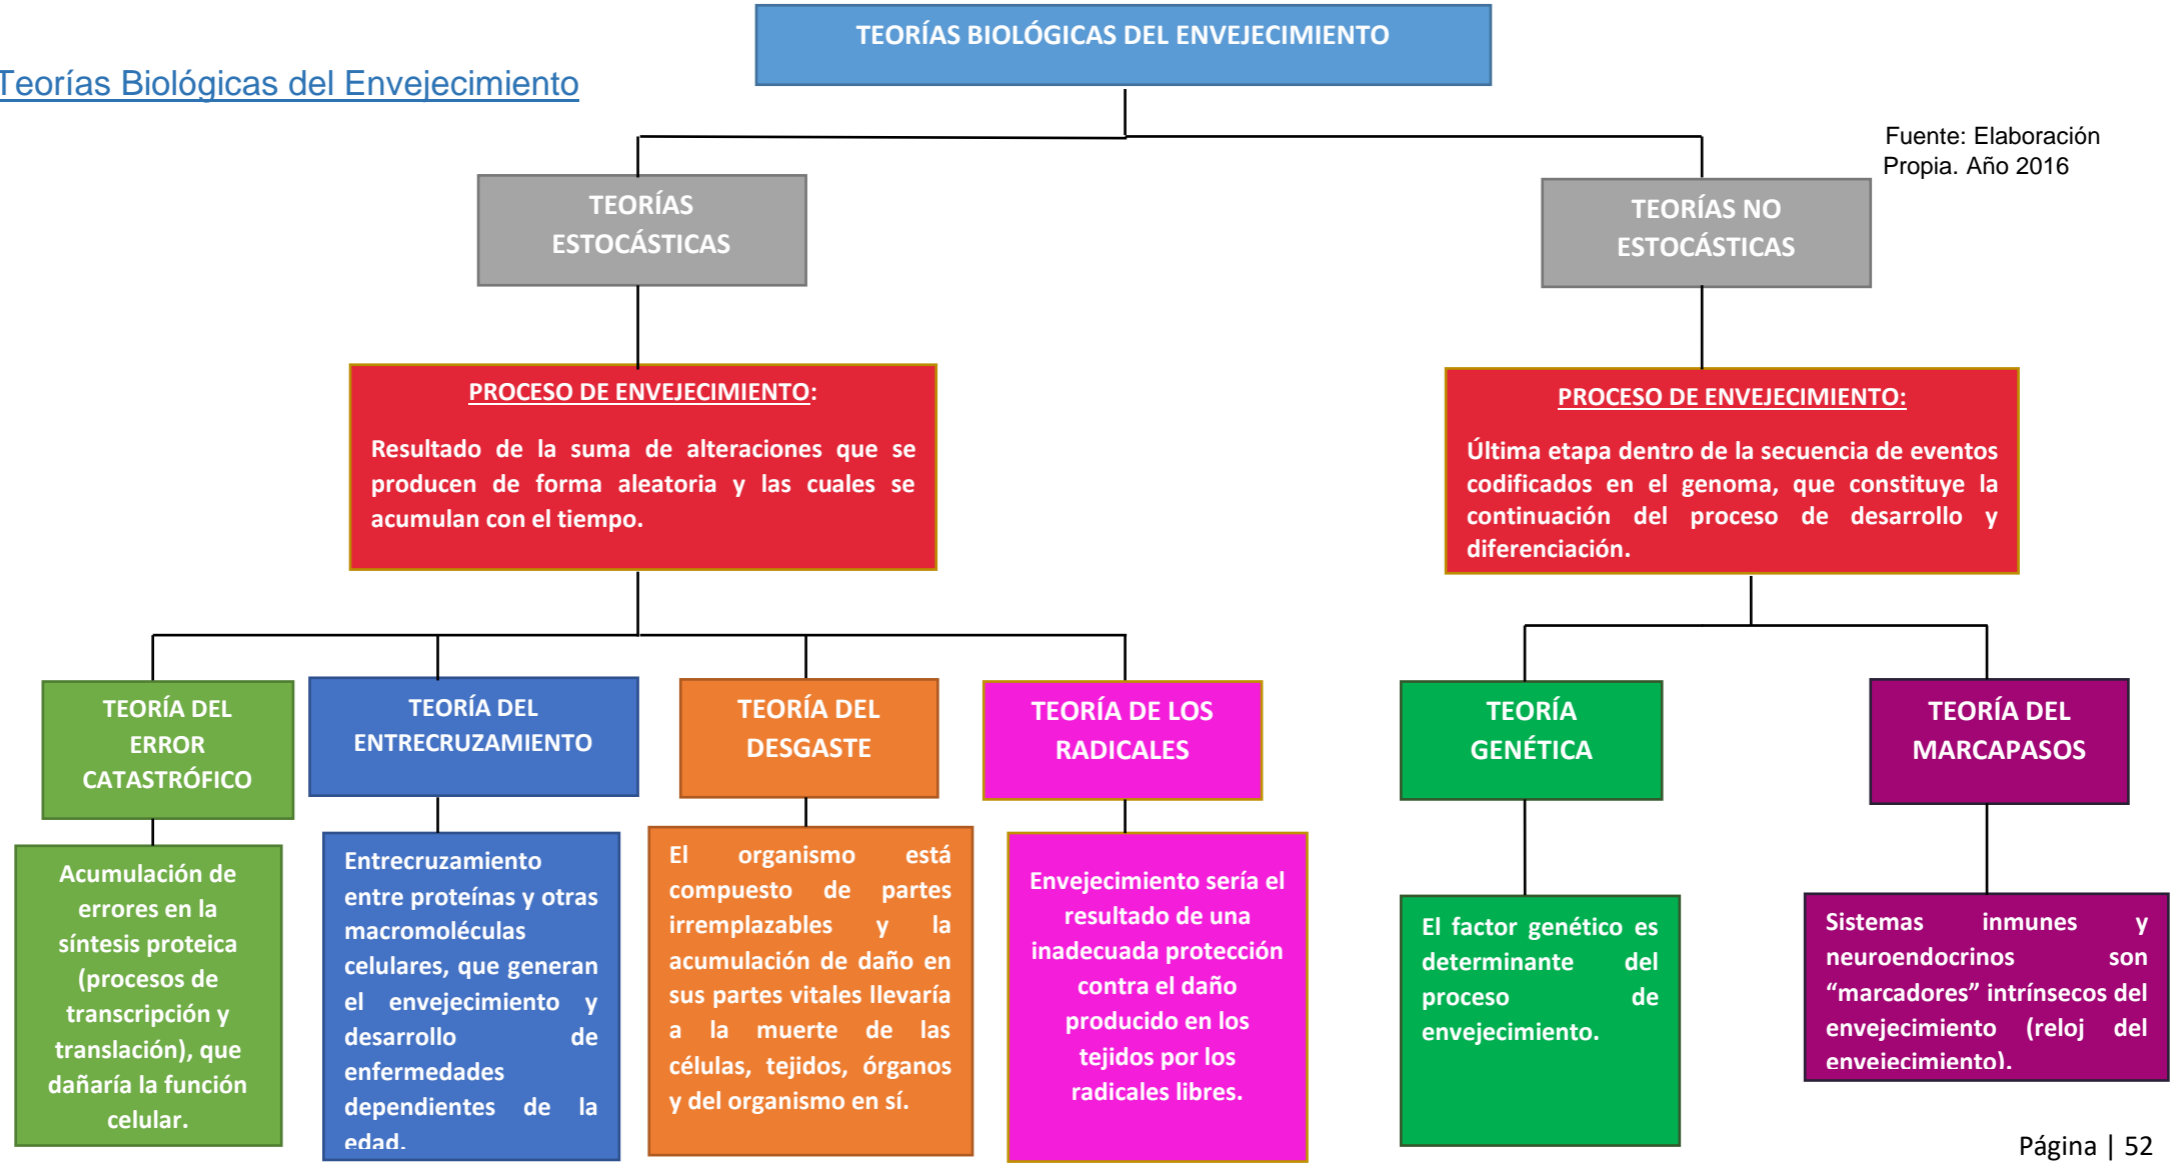 TEORÍAS BIOLÓGICAS DEL ENVEJECIMIENTO
Teorías Biológicas del Envejecimiento
Fuente: Elaboración
Propia. Año 2016
TEORÍAS
ESTOCÁSTICAS
TEORÍAS NO
ESTOCÁSTICAS
PROCESO DE ENVEJECIMIENTO:
Resultado de la suma de alteraciones que se
producen de forma aleatoria y las cuales se
acumulan con el tiempo.
PROCESO DE ENVEJECIMIENTO:
Última etapa dentro de la secuencia de eventos
codificados en el genoma, que constituye la
continuación del proceso de desarrollo y
diferenciación.
TEORÍA DEL
ERROR
CATASTRÓFICO
TEORÍA DEL
ENTRECRUZAMIENTO
TEORÍA DEL
DESGASTE
TEORÍA DE LOS
RADICALES
TEORÍA
GENÉTICA
TEORÍA DEL
MARCAPASOS
Acumulación de
errores en la
síntesis proteica
(procesos de
transcripción y
translación), que
dañaría la función
celular.
Entrecruzamiento
entre proteínas y otras
macromoléculas
celulares, que generan
el envejecimiento y
desarrollo de
enfermedades
dependientes de la
edad.
El organismo está
compuesto de partes
irremplazables y la
acumulación de daño en
sus partes vitales llevaría
a la muerte de las
células, tejidos, órganos
y del organismo en sí.
Envejecimiento sería el
resultado de una
inadecuada protección
contra el daño
producido en los
tejidos por los
radicales libres.
El factor genético es
determinante del
proceso de
envejecimiento.
Sistemas inmunes y
neuroendocrinos son
“marcadores” intrínsecos del
envejecimiento (reloj del
envejecimiento).
Página | 52